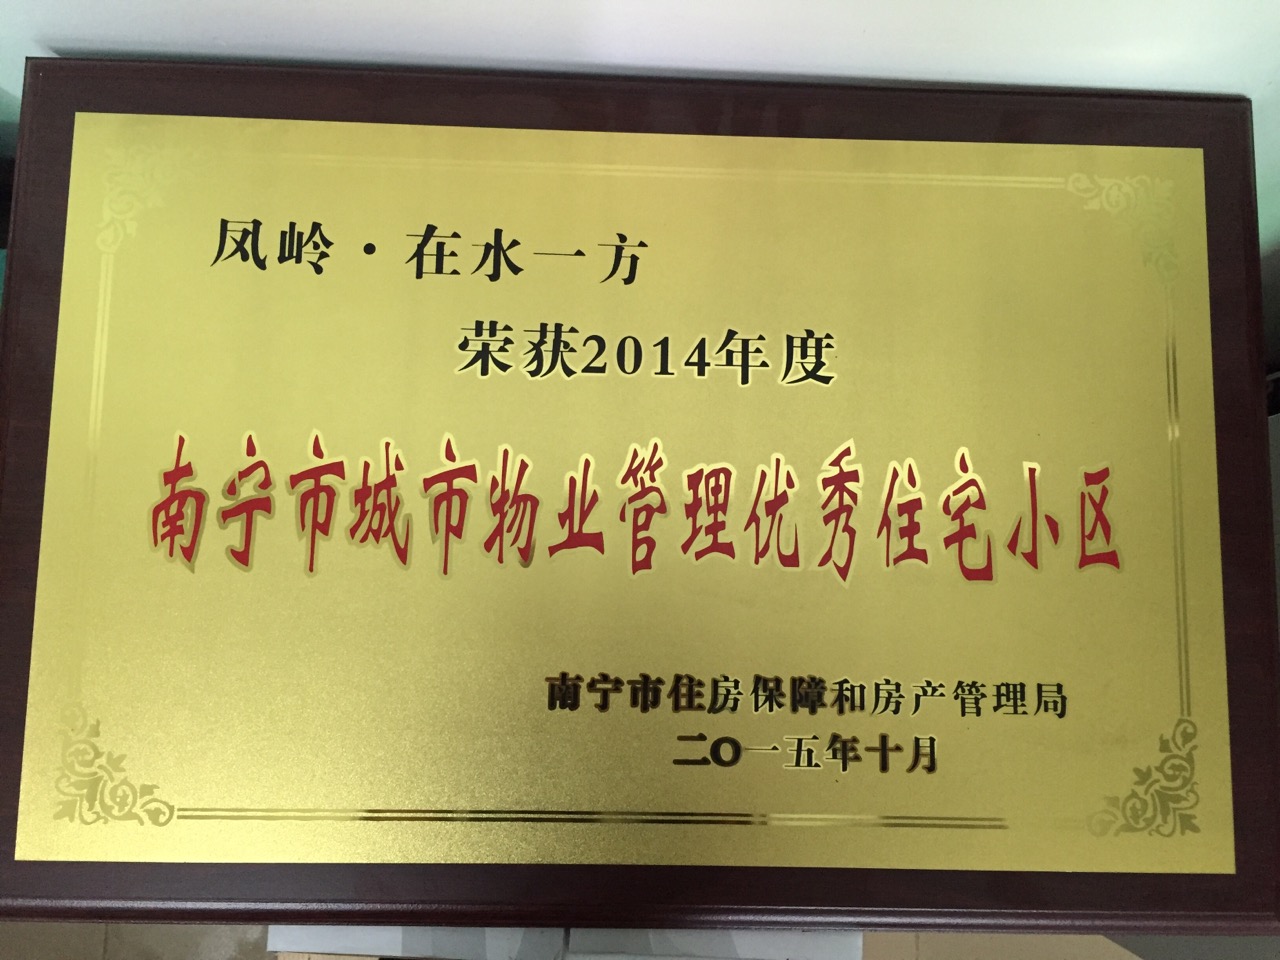 凤岭·在水一方
荣获2014年度
南宁市城市物业管理优秀住宅小区
南宁市住房保障和房产管理局
二〇一五年十月